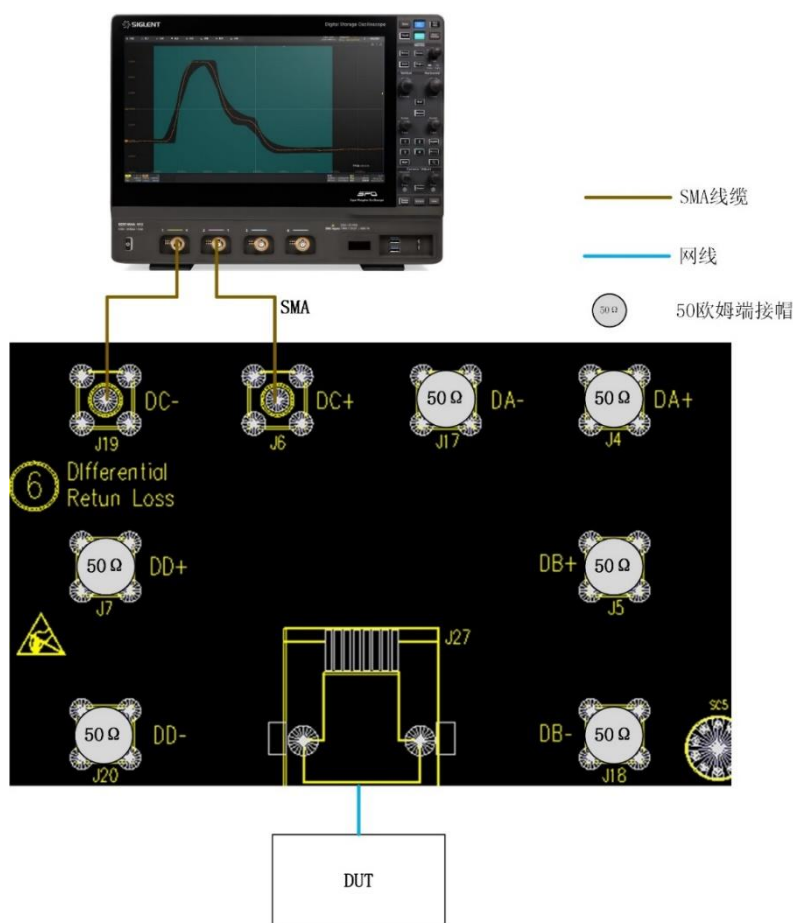 SIGLENT
Digital Storage Oscilloscope
SPO
SMA线缆
网线
50Ω
50欧姆端接帽
SMA
DC-
DC+
50Ω
DA-
50Ω
DA+
J19
J6
J17
J4
6
DIfferential
Retun Loss
50Ω
DD+
DB+
50Ω
J7
J5
J27
50Ω
DD-
DB-
50Ω
SC5
J20
J18
DUT